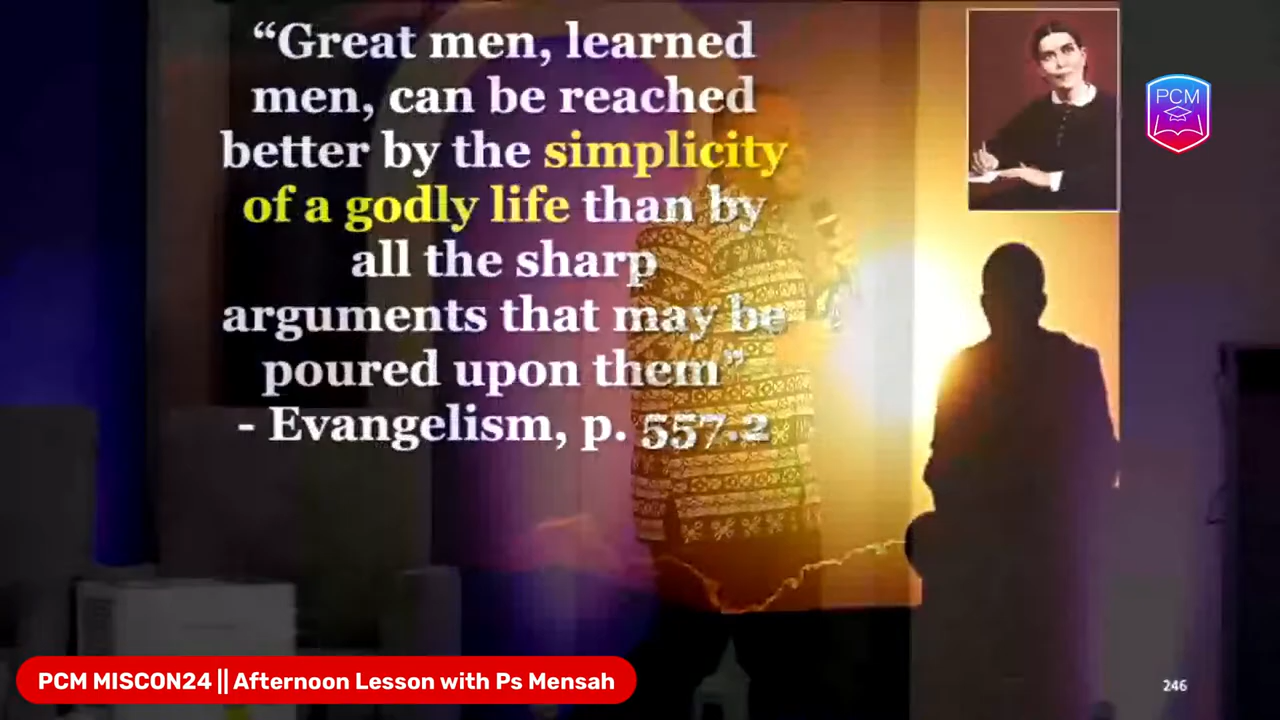 “Great men, learned
men, can be reached
better by the simplicity
of a godly life than by
all the sharp
arguments that may be
poured upon them”
- Evangelism, p. 557.2
PCM
PCM MISCON24 || Afternoon Lesson with Ps Mensah
246